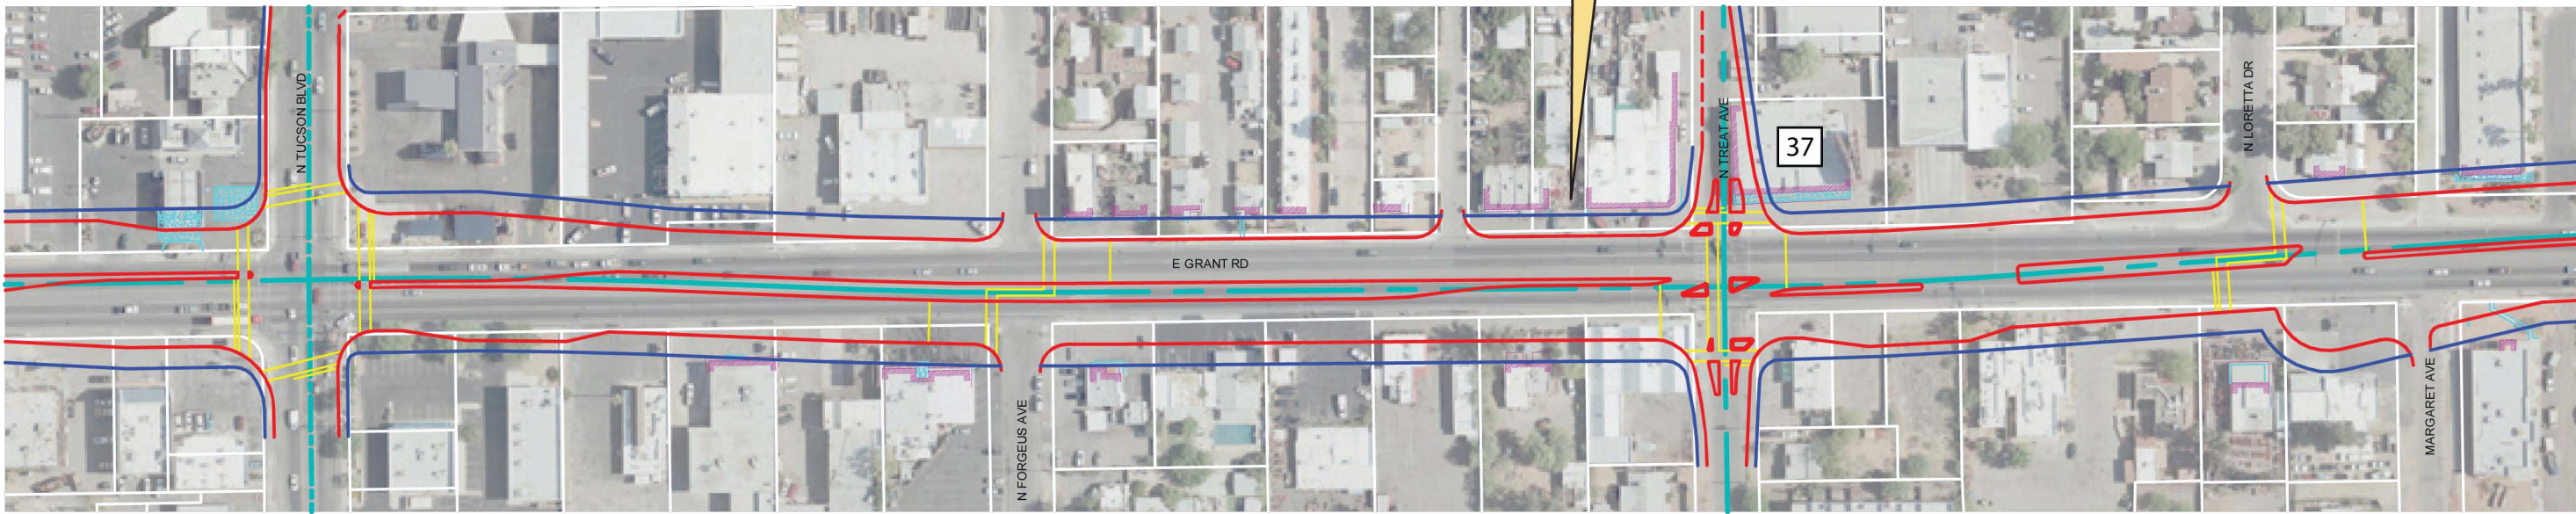 N TUCSON BLVD
E GRANT RD
N FORGEUS AVE
N TREAT AVE
37
N LORETTA DR
MARGARET AVE